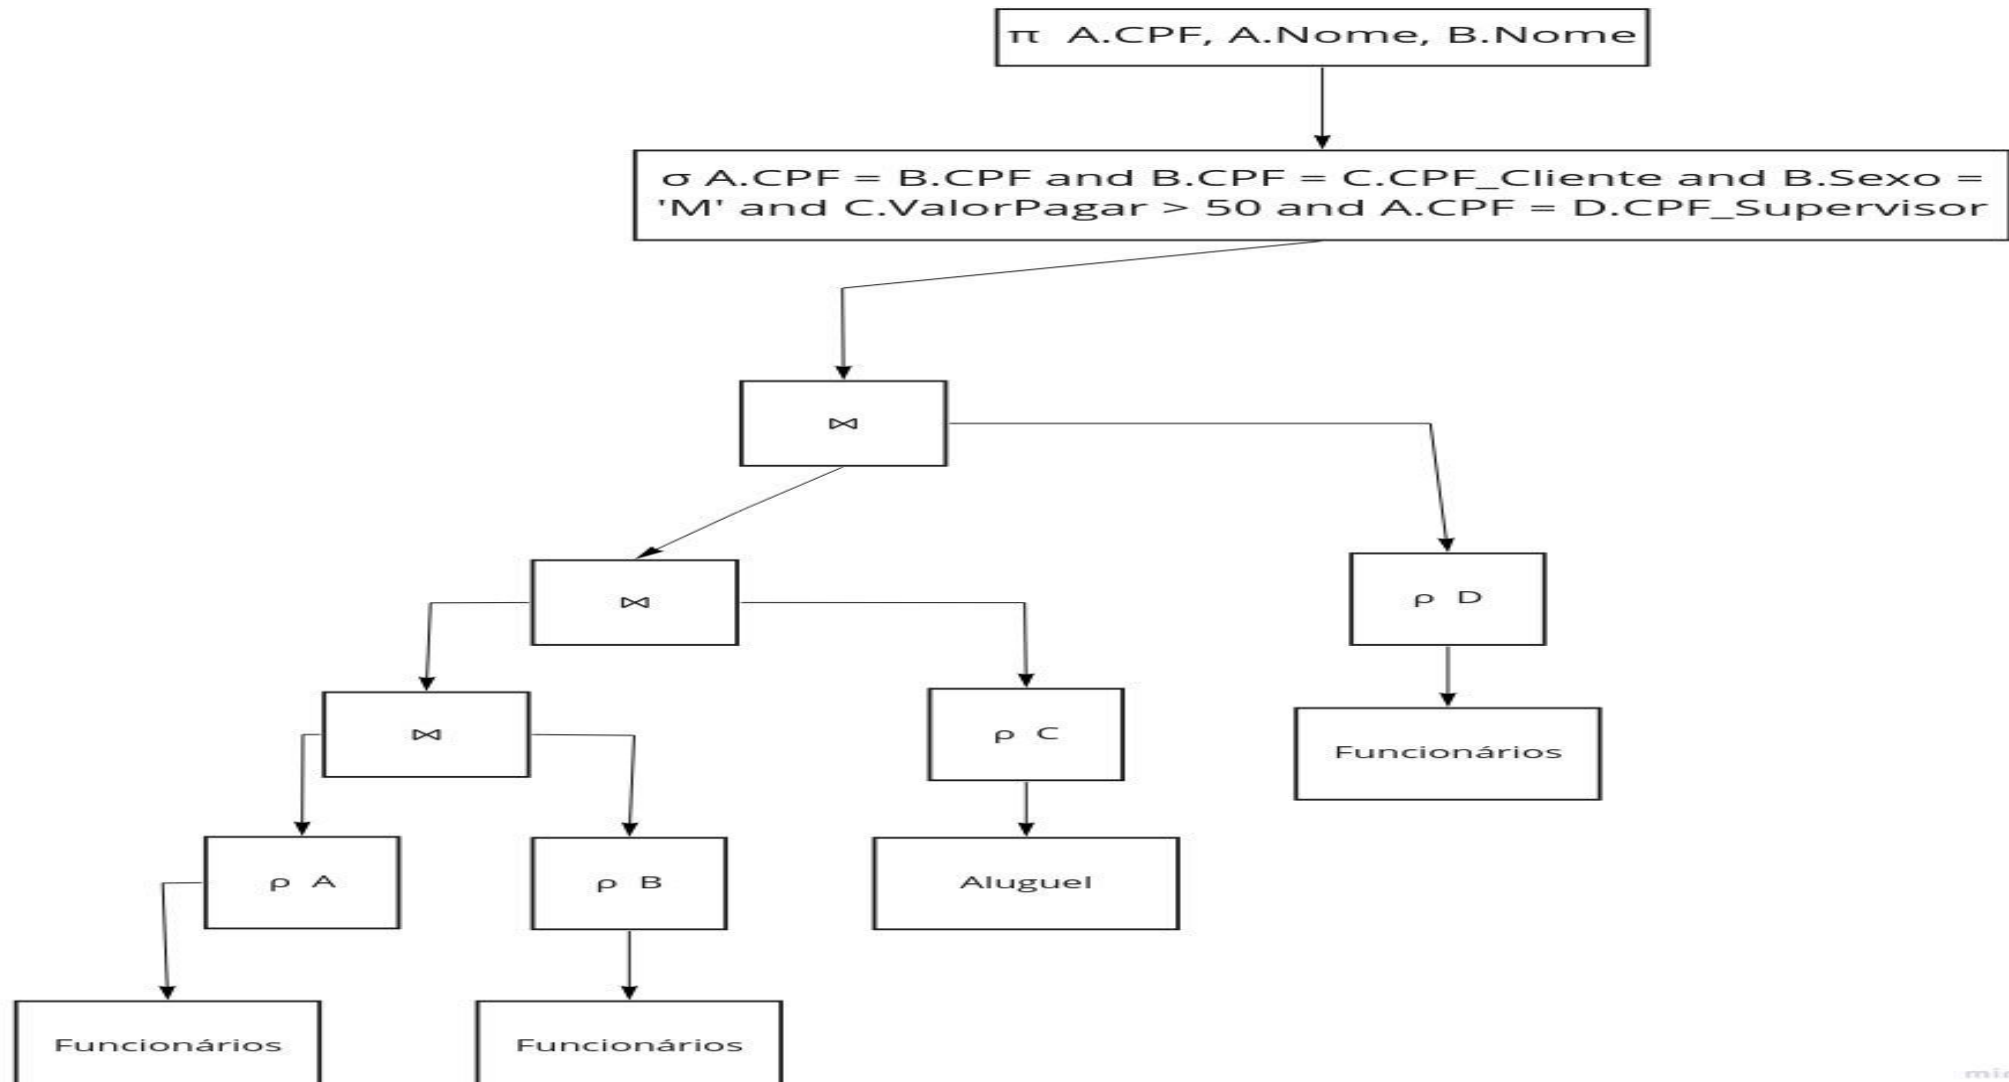 π A.CPF, A.Nome, B.Nome
σ A.CPF = B.CPF and B.CPF = C.CPF_Cliente and B.Sexo =
'M' and C.ValorPagar > 50 and A.CPF = D.CPF_Supervisor
⋈
⋈
ρ D
⋈
ρ C
Funcionários
ρ A
ρ B
Aluguel
Funcionários
Funcionários